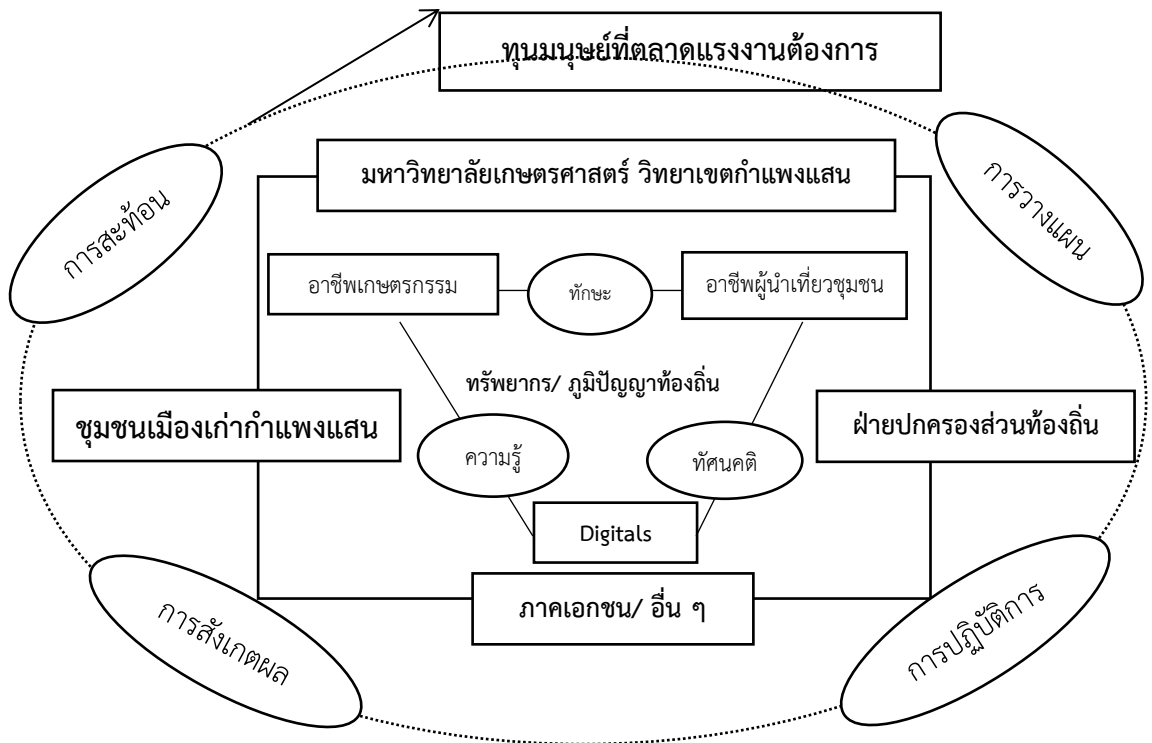 ทุนมนุษย์ที่ตลาดแรงงานต้องการ
การสะท้อน
การวางแผน
มหาวิทยาลัยเกษตรศาสตร์ วิทยาเขตกำแพงแสน
อาชีพเกษตรกรรม
ทักษะ
อาชีพผู้นำเที่ยวชุมชน
ทรัพยากร/ ภูมิปัญญาท้องถิ่น
ชุมชนเมืองเก่ากำแพงแสน
ฝ่ายปกครองส่วนท้องถิ่น
ความรู้
ทัศนคติ
Digitals
ภาคเอกชน/ อื่น ๆ
การสังเกตผล
การปฏิบัติการ